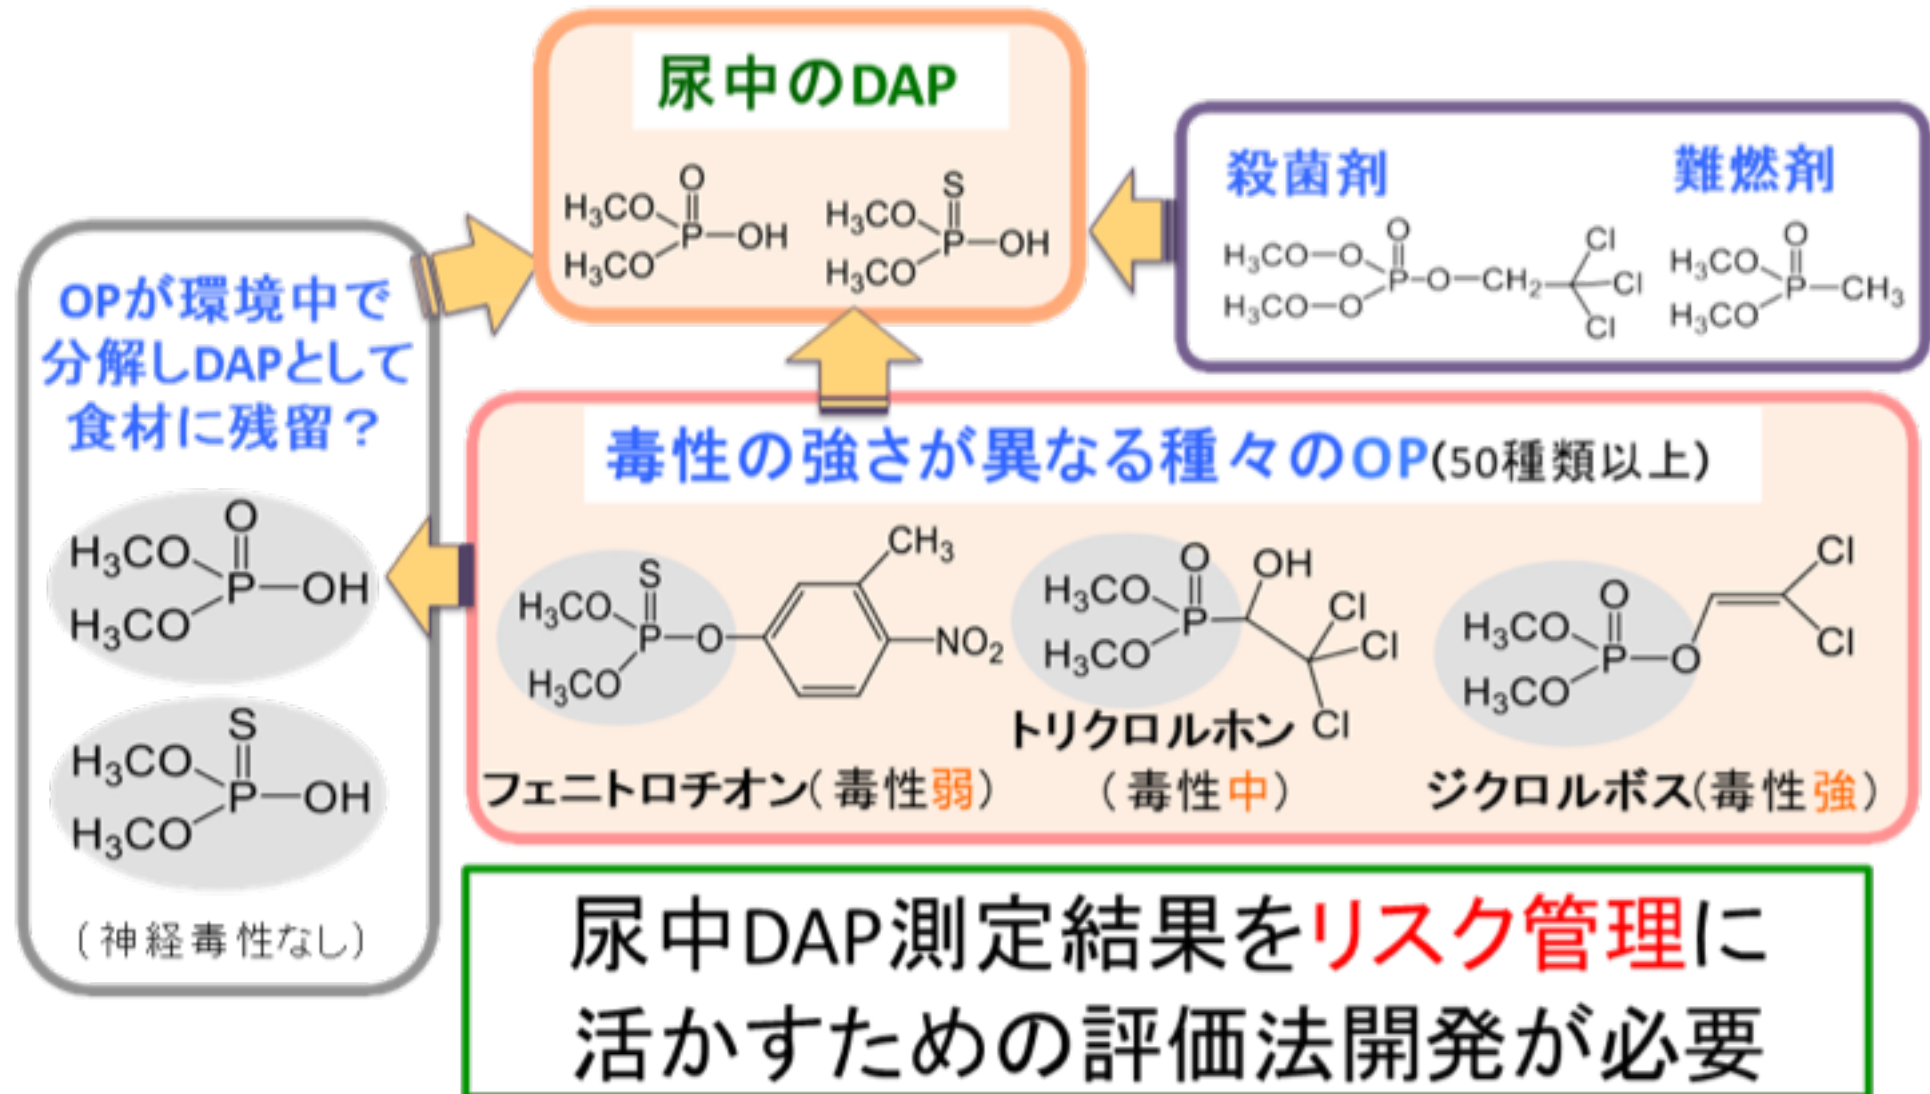 尿中のDAP
H₃CO
H₃CO
O
P
OH
H₃CO
H₃CO
S
P
OH
殺菌剤
H₃CO
O
H₃CO
O
O
P
O
CH₂
Cl
Cl
Cl
難燃剤
H₃CO
H₃CO
O
P
CH₃
OPが環境中で
分解しDAPとして
食材に残留？
H₃CO
H₃CO
O
P
OH
H₃CO
H₃CO
S
P
OH
(神経毒性なし)
毒性の強さが異なる種々のOP(50種類以上)
H₃CO
H₃CO
S
P
O
CH₃
NO₂
フェニトロチオン(毒性弱)
H₃CO
H₃CO
O
P
OH
Cl
Cl
Cl
トリクロルホン
(毒性中)
H₃CO
H₃CO
O
P
O
Cl
Cl
ジクロルボス(毒性強)
尿中DAP測定結果をリスク管理に
活かすための評価法開発が必要